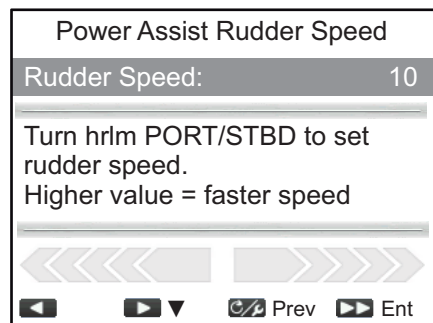 Power Assist Rudder Speed
Rudder Speed: 10
Turn hrlm PORT/STBD to set
rudder speed.
Higher value = faster speed
Prev Ent